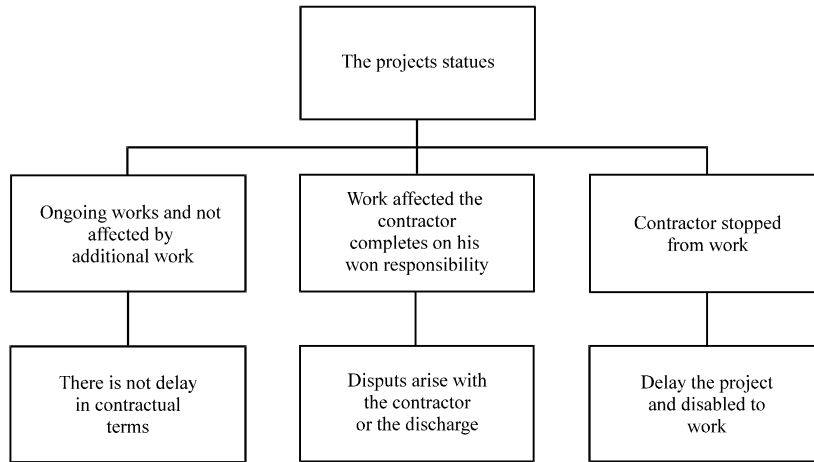 The projects statues
Ongoing works and not
affected by
additional work
Work affected the
contractor
completes on his
won responsibility
Contractor stopped
from work
There is not delay
in contractual
terms
Disputs arise with
the contractor
or the discharge
Delay the project
and disabled to
work